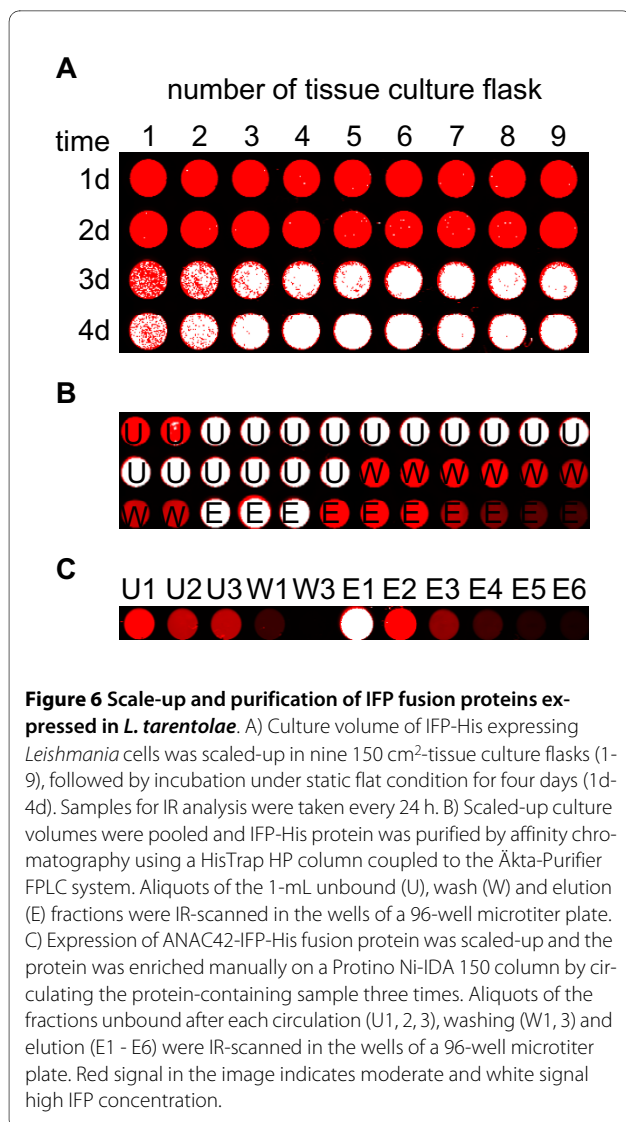 A
number of tissue culture flask
time 1 2 3 4 5 6 7 8 9
1d
2d
3d
4d
B
U U U U U U U U U U U U
U U U U U U W W W W W W
W W E E E E E E E E E E
C
U1 U2 U3 W1 W3 E1 E2 E3 E4 E5 E6
Figure 6 Scale-up and purification of IFP fusion proteins ex-
pressed in L. tarentolae. A) Culture volume of IFP-His expressing
Leishmania cells was scaled-up in nine 150 cm²-tissue culture flasks (1-
9), followed by incubation under static flat condition for four days (1d-
4d). Samples for IR analysis were taken every 24 h. B) Scaled-up culture
volumes were pooled and IFP-His protein was purified by affinity chro-
matography using a HisTrap HP column coupled to the Äkta-Purifier
FPLC system. Aliquots of the 1-mL unbound (U), wash (W) and elution
(E) fractions were IR-scanned in the wells of a 96-well microtiter plate.
C) Expression of ANAC42-IFP-His fusion protein was scaled-up and the
protein was enriched manually on a Protino Ni-IDA 150 column by cir-
culating the protein-containing sample three times. Aliquots of the
fractions unbound after each circulation (U1, 2, 3), washing (W1, 3) and
elution (E1 - E6) were IR-scanned in the wells of a 96-well microtiter
plate. Red signal in the image indicates moderate and white signal
high IFP concentration.